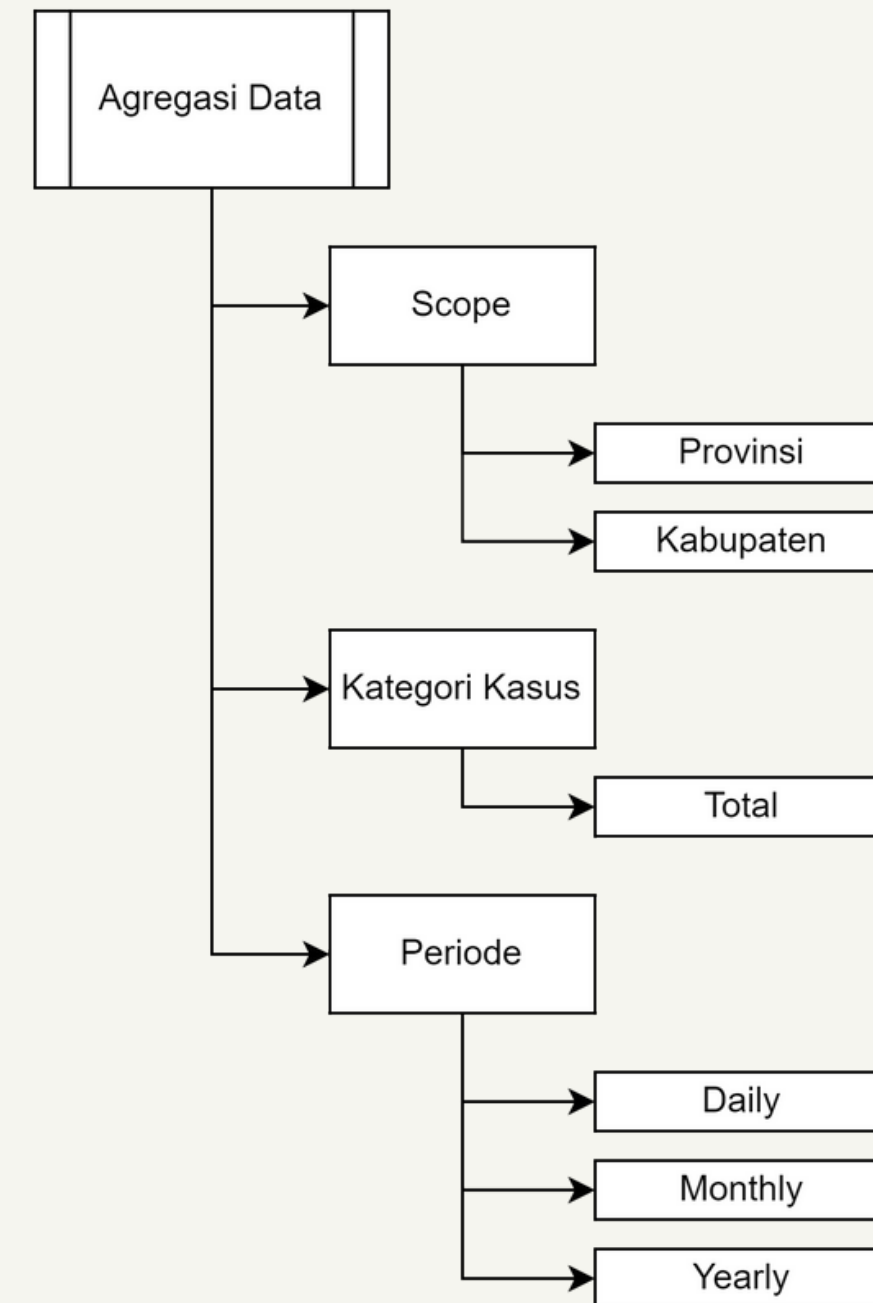 Agregasi Data
Scope
Provinsi
Kabupaten
Kategori Kasus
Total
Periode
Daily
Monthly
Yearly